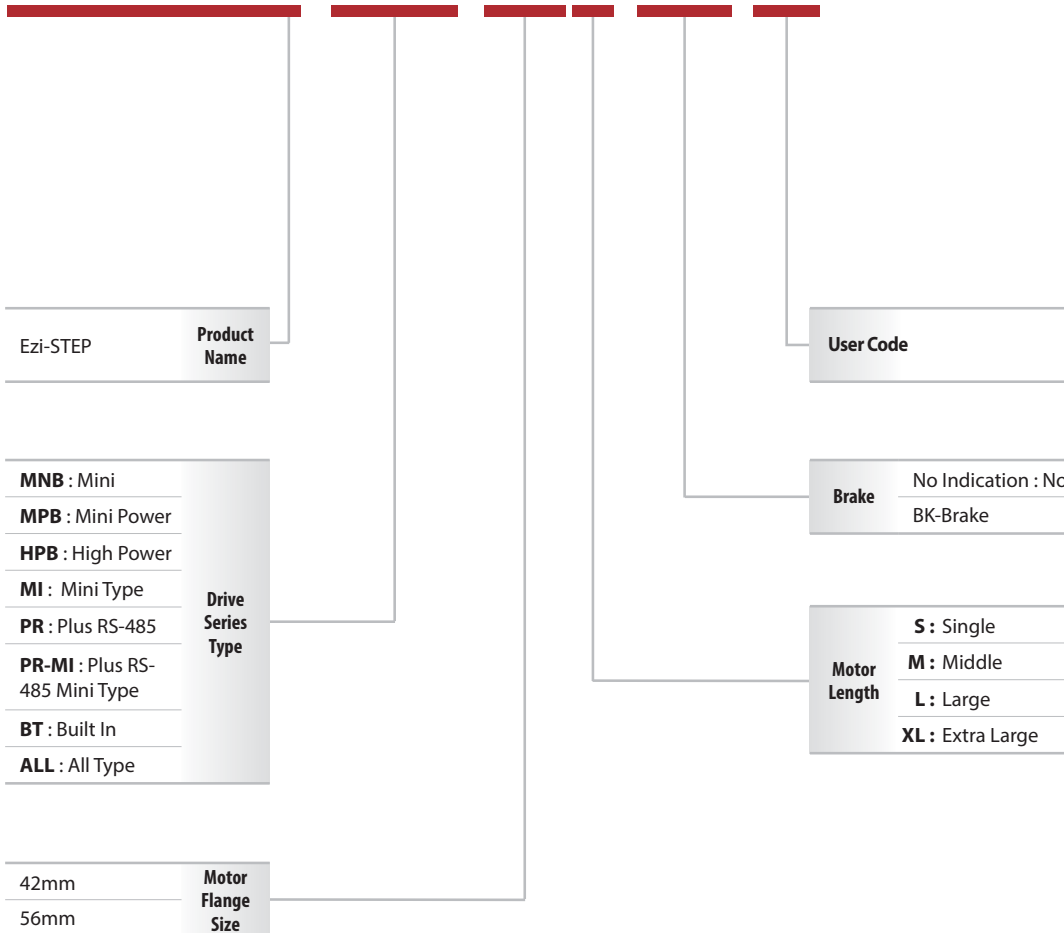 Ezi-STEP
Product
Name
MNB : Mini
MPB : Mini Power
HPB : High Power
MI : Mini Type
PR : Plus RS-485
PR-MI : Plus RS-
485 Mini Type
BT : Built In
ALL : All Type
Drive
Series
Type
42mm
56mm
Motor
Flange
Size
User Code
Brake
No Indication : No
BK-Brake
Motor
Length
S : Single
M : Middle
L : Large
XL : Extra Large